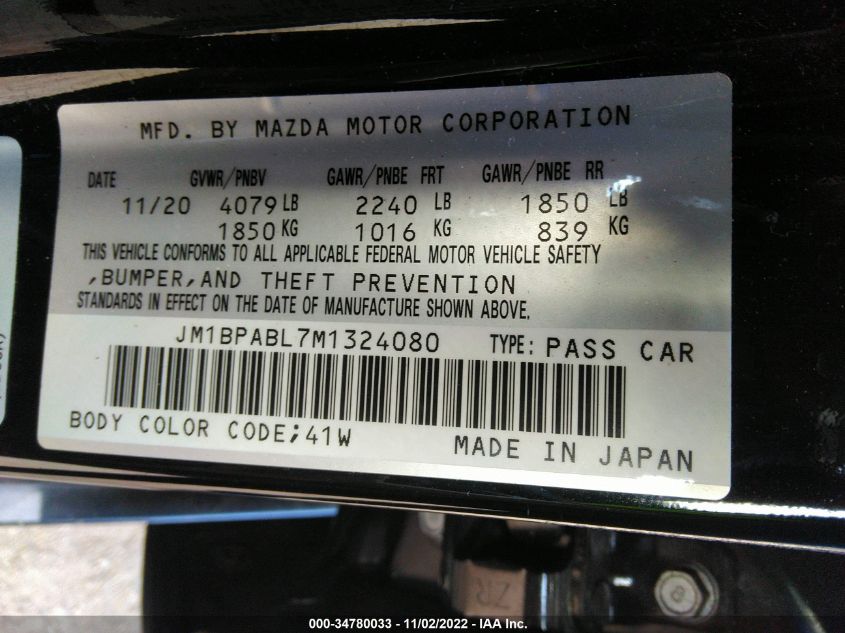 MFD. BY MAZDA MOTOR CORPORATION
DATE GVWR/PNBV GAWR/PNBE FRT GAWR/PNBE RR
11/20 4079 LB 2240 LB 1850 LB
1850 KG 1016 KG 839 KG
THIS VEHICLE CONFORMS TO ALL APPLICABLE FEDERAL MOTOR VEHICLE SAFETY
,BUMPER,AND THEFT PREVENTION
STANDARDS IN EFFECT ON THE DATE OF MANUFACTURE SHOWN ABOVE.
JM1BPABL7M1324080 TYPE: PASS CAR
BODY COLOR CODE;41W
MADE IN JAPAN
ZR
8
000-34780033 - 11/02/2022 - IAA Inc.